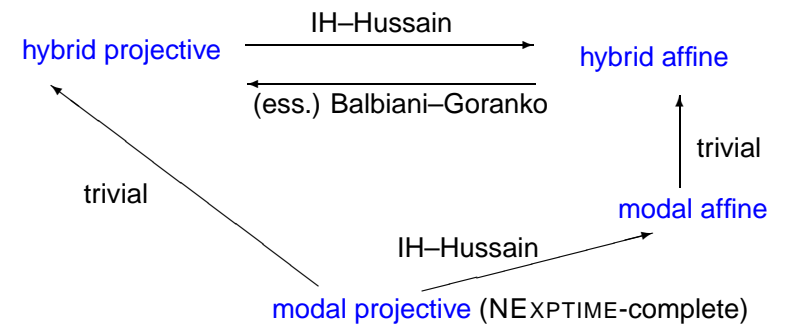 IH–Hussain
hybrid projective
hybrid affine
(ess.) Balbiani–Goranko
trivial
trivial
modal affine
IH–Hussain
modal projective (NEXPTIME-complete)